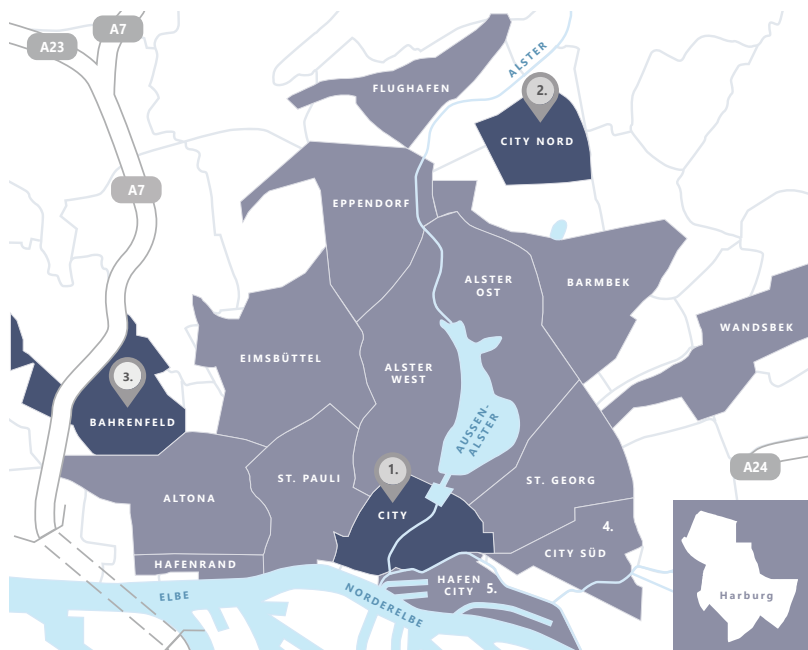 A7
A23
ALSTER
FLUGHAFEN
2.
CITY NORD
A7
EPPENDORF
ALSTER
OST
BARMBEK
WANDSBEK
EIMSBÜTTEL
ALSTER
WEST
3.
BAHRENFELD
AUSSEN-
ALSTER
A24
1.
ST. PAULI
ST. GEORG
ALTONA
CITY
4.
CITY SÜD
HAFENRAND
HAFEN
CITY 5.
ELBE
NORDERELBE
Harburg